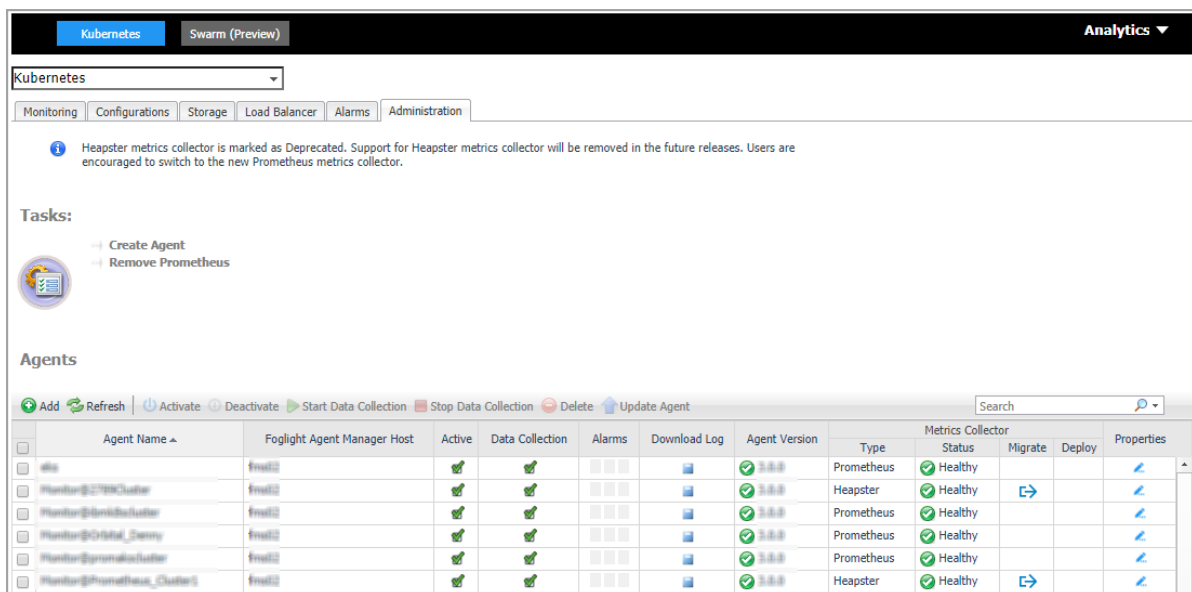 Kubernetes Swarm (Preview) Analytics
Kubernetes
Monitoring Configurations Storage Load Balancer Alarms Administration
Heapster metrics collector is marked as Deprecated. Support for Heapster metrics collector will be removed in the future releases. Users are
encouraged to switch to the new Prometheus metrics collector.
Tasks:
Create Agent
Remove Prometheus
Agents
Add Refresh Activate Deactivate Start Data Collection Stop Data Collection Delete Update Agent Search
Metrics Collector
Agent Name Foglight Agent Manager Host Active Data Collection Alarms Download Log Agent Version Properties
Type Status Migrate Deploy
Prometheus Healthy
Heapster Healthy
Prometheus Healthy
Prometheus Healthy
Prometheus Healthy
Heapster Healthy